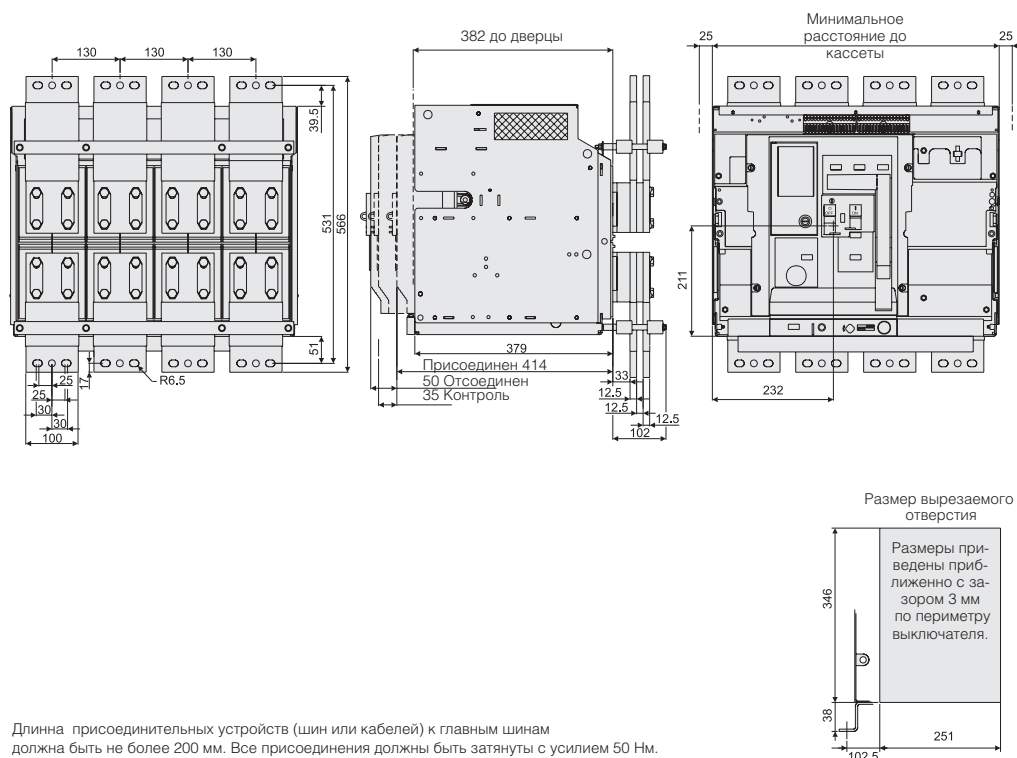 130
130
130
39.5
531
566
51
17
R6.5
25
25
30
30
100
382 до дверцы
379
Присоединен 414
50 Отсоединен
35 Контроль
33
12.5
12.5
12.5
102
Минимальное
расстояние до
кассеты
25
25
OFF
ON
211
232
Размер вырезаемого
отверстия
Размеры при-
ведены приб-
лиженно с за-
зором 3 мм
по периметру
выключателя.
346
38
251
102.5
Длинна присоединительных устройств (шин или кабелей) к главным шинам
должна быть не более 200 мм. Все присоединения должны быть затянуты с усилием 50 Нм.